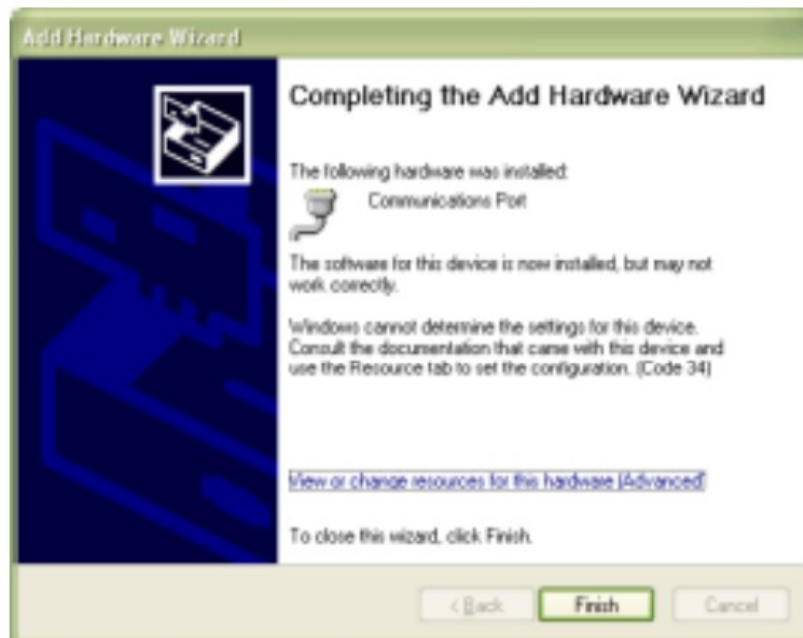 Add Hardware Wizard
Completing the Add Hardware Wizard
The following hardware was installed:
Communications Port
The software for this device is now installed, but may not
work correctly.
Windows cannot determine the settings for this device.
Consult the documentation that came with this device and
use the Resource tab to set the configuration. (Code 34)
View or change resources for this hardware (Advanced)
To close this wizard, click Finish.
< Back
Finish
Cancel